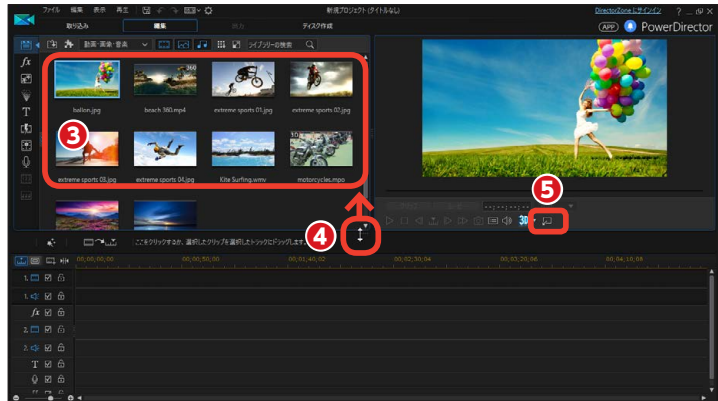 ファイル 編集 表示 再生
新規プロジェクト (タイトルなし)
DirectorZone にサインイン
?
取り込み
編集
出力
ディスク作成
APP
PowerDirector
動画・画像・音楽
ライブラリーの検索
fx
T
ballon.jpg
360
beach 360.mp4
extreme sports 01.jpg
extreme sports 02.jpg
3
extreme sports 03.jpg
extreme sports 04.jpg
Kite Surfing.wmv
3D
motorcycles.mpo
4
5
--:--:--:--
3D
ここをクリックするか、選択したクリップを選択したトラックにドラッグします。
00;00;00;00
00;00;50;00
00;01;40;02
00;02;30;04
00;03;20;06
00;04;10;08
1.
1.
fx
2.
2.
T